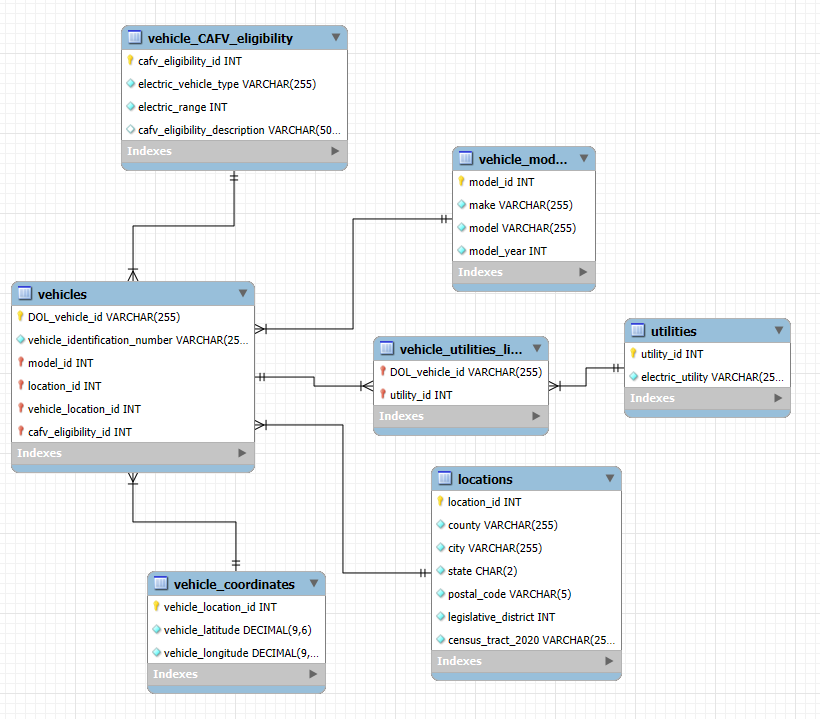 vehicle_CAFV_eligibility
cafv_eligibility_id INT
electric_vehicle_type VARCHAR(255)
electric_range INT
cafv_eligibility_description VARCHAR(50...
Indexes
vehicle_mod...
model_id INT
make VARCHAR(255)
model VARCHAR(255)
model_year INT
Indexes
vehicles
DOL_vehicle_id VARCHAR(255)
vehicle_identification_number VARCHAR(25...
model_id INT
location_id INT
vehicle_location_id INT
cafv_eligibility_id INT
Indexes
vehicle_utilities_li...
DOL_vehicle_id VARCHAR(255)
utility_id INT
Indexes
utilities
utility_id INT
electric_utility VARCHAR(25...
Indexes
locations
location_id INT
county VARCHAR(255)
city VARCHAR(255)
state CHAR(2)
postal_code VARCHAR(5)
legislative_district INT
census_tract_2020 VARCHAR(25...
Indexes
vehicle_coordinates
vehicle_location_id INT
vehicle_latitude DECIMAL(9,6)
vehicle_longitude DECIMAL(9,...
Indexes